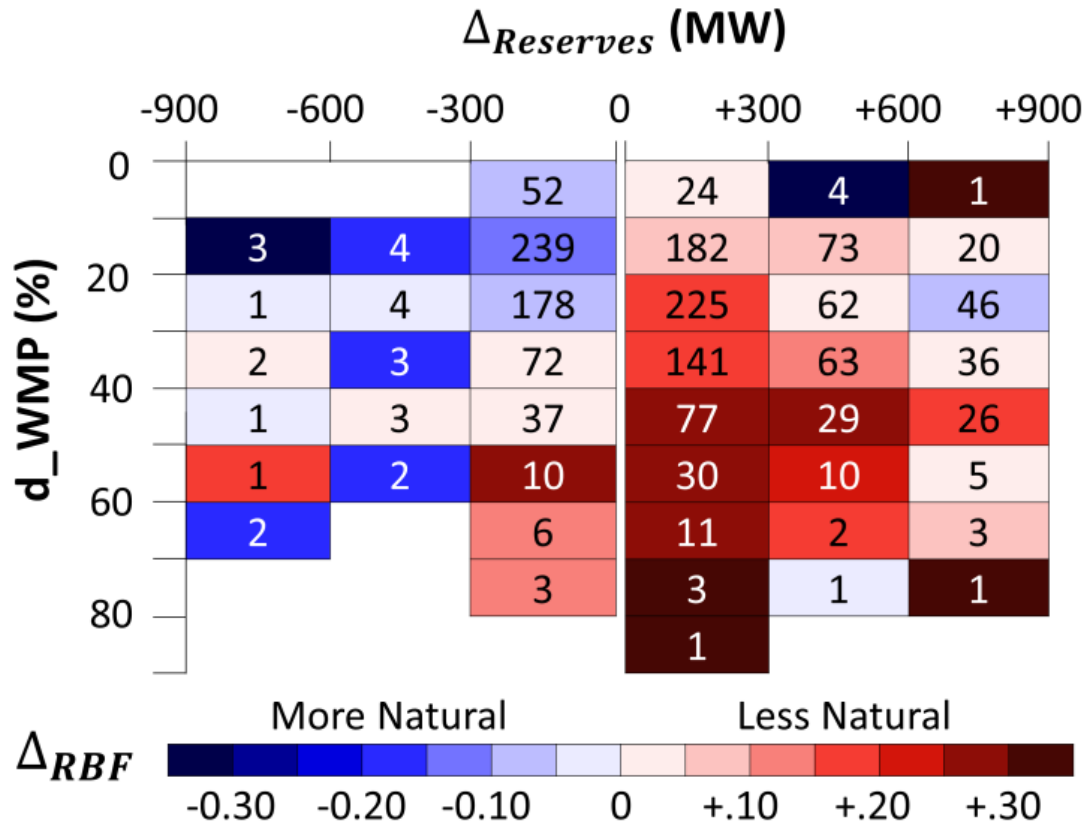 Δ_Reserves (MW)
-900 -600 -300 0 +300 +600 +900
d_WMP (%)
0
52 24 4 1
3 4 239 182 73 20
20
1 4 178 225 62 46
2 3 72 141 63 36
40
1 3 37 77 29 26
1 2 10 30 10 5
60
2 6 11 2 3
3 3 1 1
80
1
More Natural Less Natural
Δ_RBF
-0.30 -0.20 -0.10 0 +.10 +.20 +.30